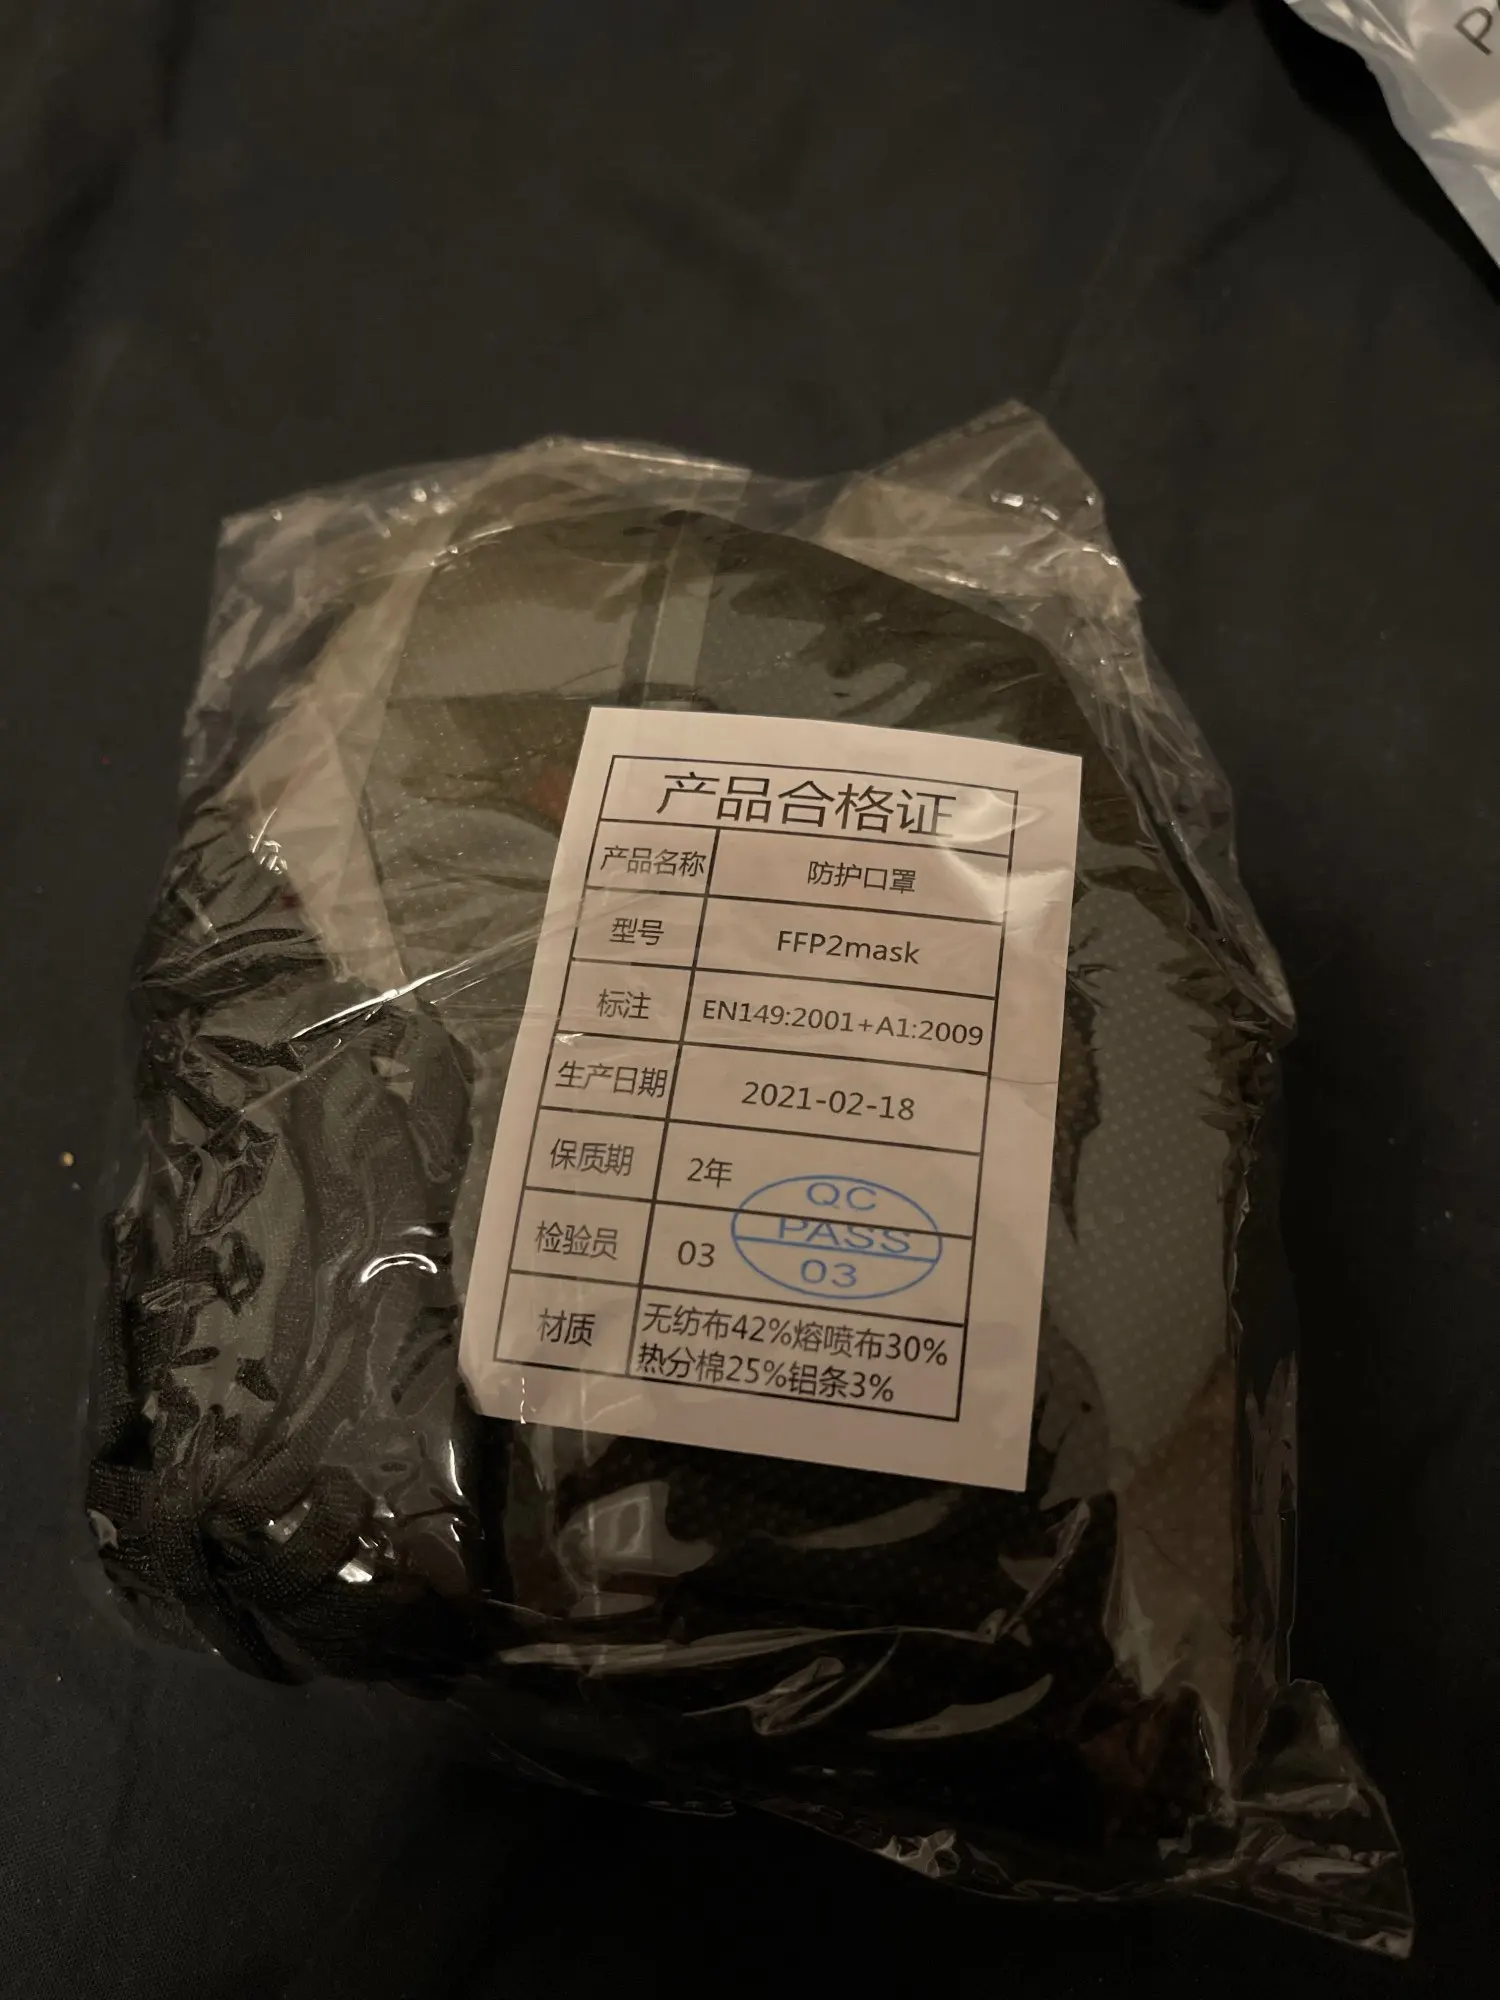 P
产品合格证
产品名称 防护口罩
型号 FFP2mask
标注 EN149:2001+A1:2009
生产日期 2021-02-18
保质期 2年
检验员 03
QC
PASS
03
材质 无纺布42%熔喷布30%
热分棉25%铝条3%